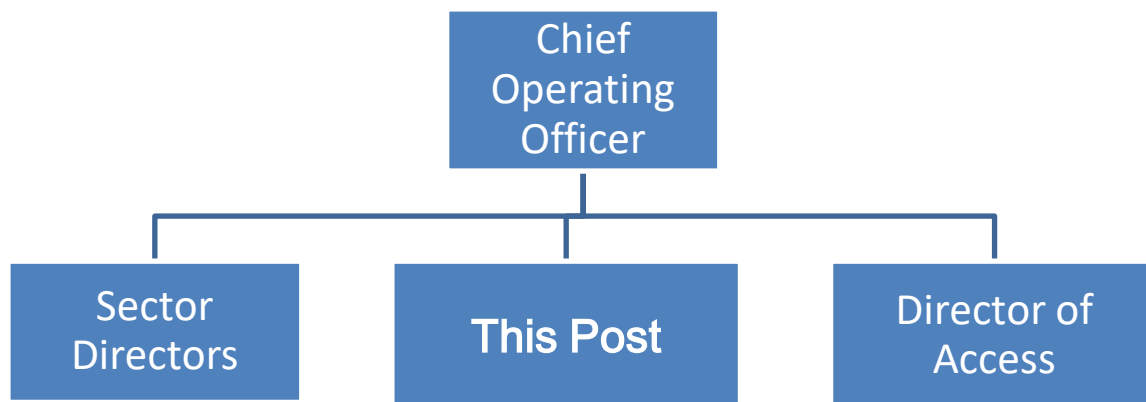 Chief
Operating
Officer
Sector
Directors
This Post
Director of
Access